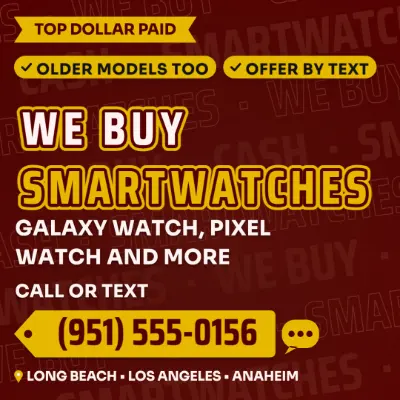 TOP DOLLAR PAID
OLDER MODELS TOO OFFER BY TEXT
WE BUY
SMARTWATCHES
GALAXY WATCH, PIXEL
WATCH AND MORE
CALL OR TEXT
(951) 555-0156
LONG BEACH • LOS ANGELES • ANAHEIM